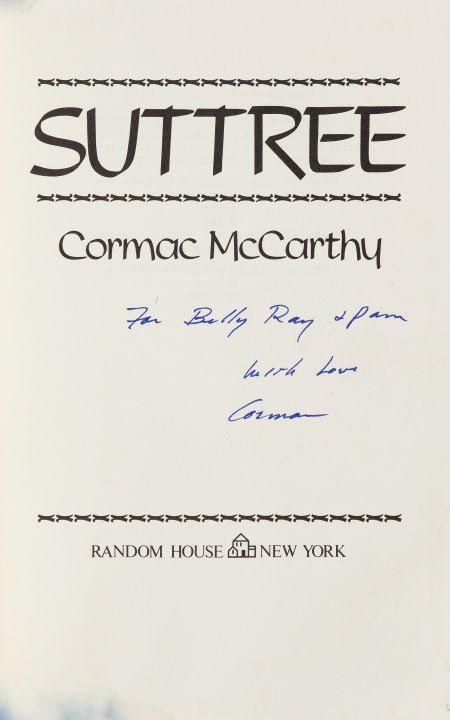 SUTTREE
Cormac McCarthy
For Billy Ray & Pam
with Love
Cormac
RANDOM HOUSE NEW YORK